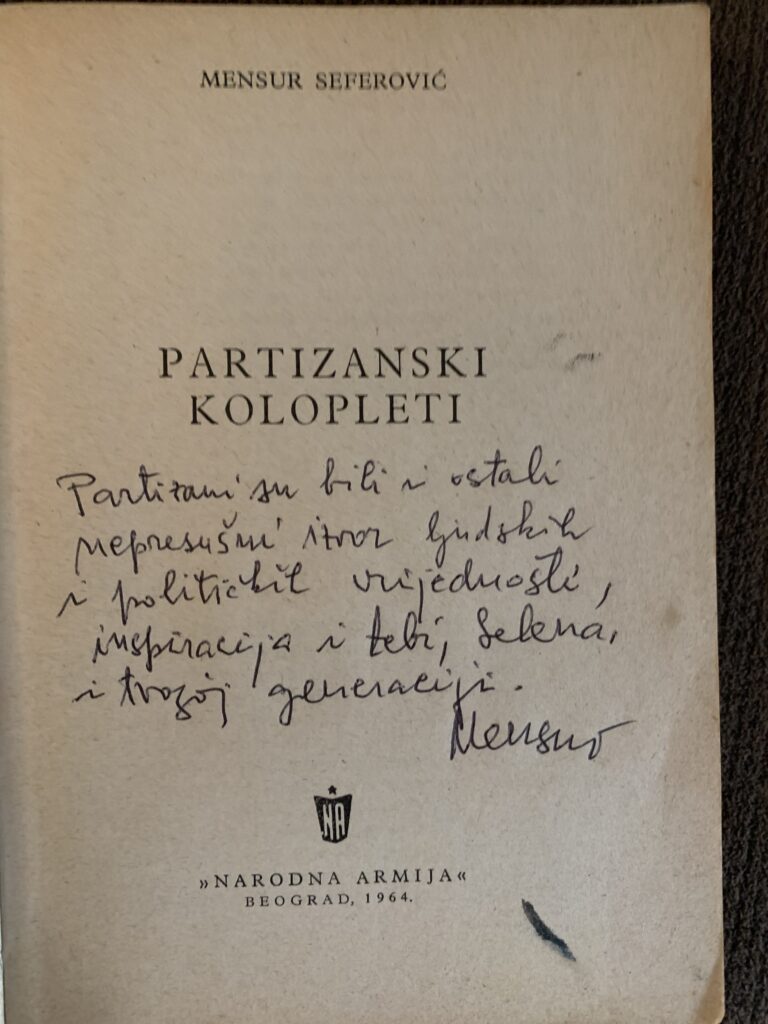 MENSUR SEFEROVIĆ
PARTIZANSKI
KOLOPLETI
Partizani su bili i ostali
nepresušni izvor ljudskih
i političkih vrijednosti,
inspiracija i tebi, Selena,
i tvojoj generaciji.
Mensur
NA
»NARODNA ARMIJA«
BEOGRAD, 1964.